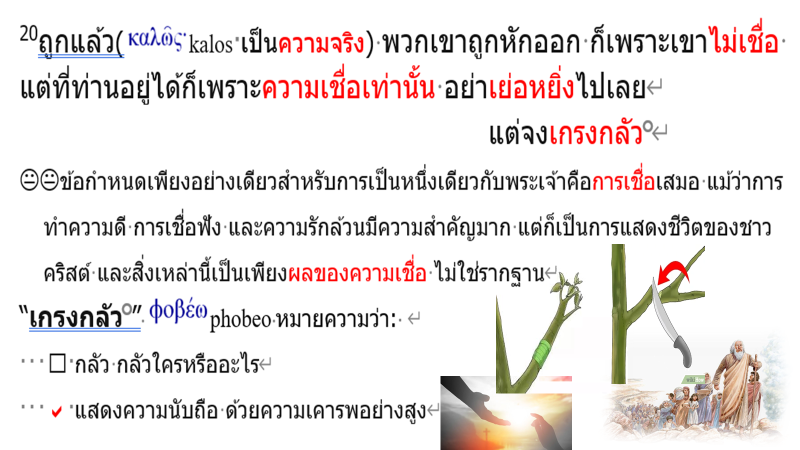 20ถูกแล้ว( καλῶς kalos เป็นความจริง) พวกเขาถูกหักออก ก็เพราะเขาไม่เชื่อ
แต่ที่ท่านอยู่ได้ก็เพราะความเชื่อเท่านั้น อย่าเย่อหยิ่งไปเลย↵
แต่จงเกรงกลัว°↵
😐😐ข้อกำหนดเพียงอย่างเดียวสำหรับการเป็นหนึ่งเดียวกับพระเจ้าคือการเชื่อเสมอ แม้ว่าการ
ทำความดี การเชื่อฟัง และความรักล้วนมีความสำคัญมาก แต่ก็เป็นการแสดงชีวิตของชาว
คริสต์ และสิ่งเหล่านี้เป็นเพียงผลของความเชื่อ ไม่ใช่รากฐาน↵
“เกรงกลัว°” φοβέω phobeo หมายความว่า: ↵
☐ กลัว กลัวใครหรืออะไร↵
✓ แสดงความนับถือ ด้วยความเคารพอย่างสูง↵